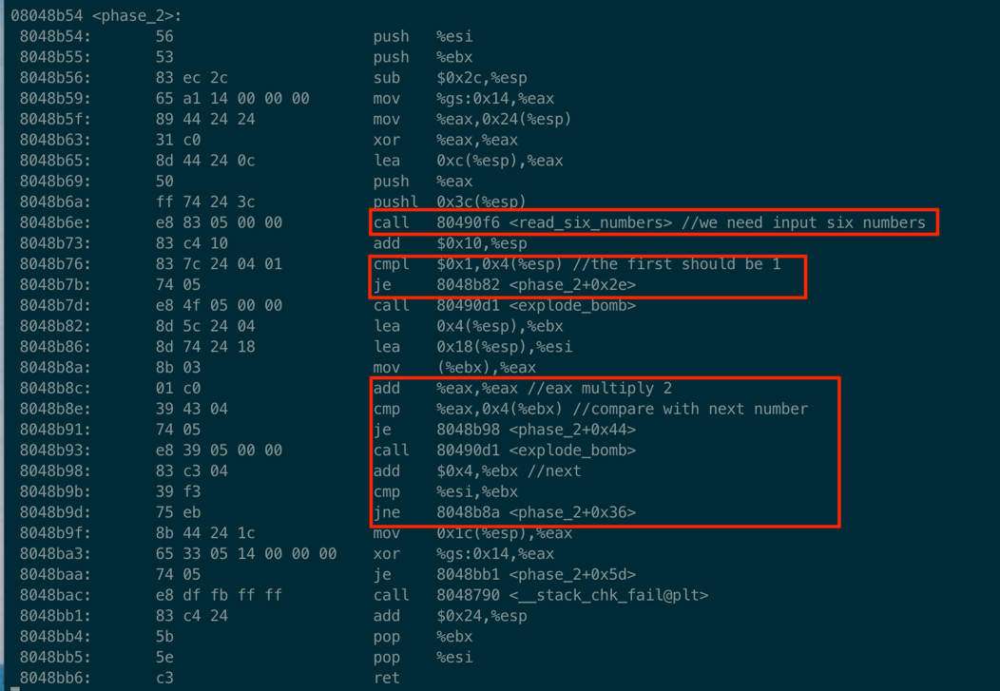 08048b54 <phase_2>:
8048b54: 56 push %esi
8048b55: 53 push %ebx
8048b56: 83 ec 2c sub $0x2c,%esp
8048b59: 65 a1 14 00 00 00 mov %gs:0x14,%eax
8048b5f: 89 44 24 24 mov %eax,0x24(%esp)
8048b63: 31 c0 xor %eax,%eax
8048b65: 8d 44 24 0c lea 0xc(%esp),%eax
8048b69: 50 push %eax
8048b6a: ff 74 24 3c pushl 0x3c(%esp)
8048b6e: e8 83 05 00 00 call 80490f6 <read_six_numbers> //we need input six numbers
8048b73: 83 c4 10 add $0x10,%esp
8048b76: 83 7c 24 04 01 cmpl $0x1,0x4(%esp) //the first should be 1
8048b7b: 74 05 je 8048b82 <phase_2+0x2e>
8048b7d: e8 4f 05 00 00 call 80490d1 <explode_bomb>
8048b82: 8d 5c 24 04 lea 0x4(%esp),%ebx
8048b86: 8d 74 24 18 lea 0x18(%esp),%esi
8048b8a: 8b 03 mov (%ebx),%eax
8048b8c: 01 c0 add %eax,%eax //eax multiply 2
8048b8e: 39 43 04 cmp %eax,0x4(%ebx) //compare with next number
8048b91: 74 05 je 8048b98 <phase_2+0x44>
8048b93: e8 39 05 00 00 call 80490d1 <explode_bomb>
8048b98: 83 c3 04 add $0x4,%ebx //next
8048b9b: 39 f3 cmp %esi,%ebx
8048b9d: 75 eb jne 8048b8a <phase_2+0x36>
8048b9f: 8b 44 24 1c mov 0x1c(%esp),%eax
8048ba3: 65 33 05 14 00 00 00 xor %gs:0x14,%eax
8048baa: 74 05 je 8048bb1 <phase_2+0x5d>
8048bac: e8 df fb ff ff call 8048790 <__stack_chk_fail@plt>
8048bb1: 83 c4 24 add $0x24,%esp
8048bb4: 5b pop %ebx
8048bb5: 5e pop %esi
8048bb6: c3 ret